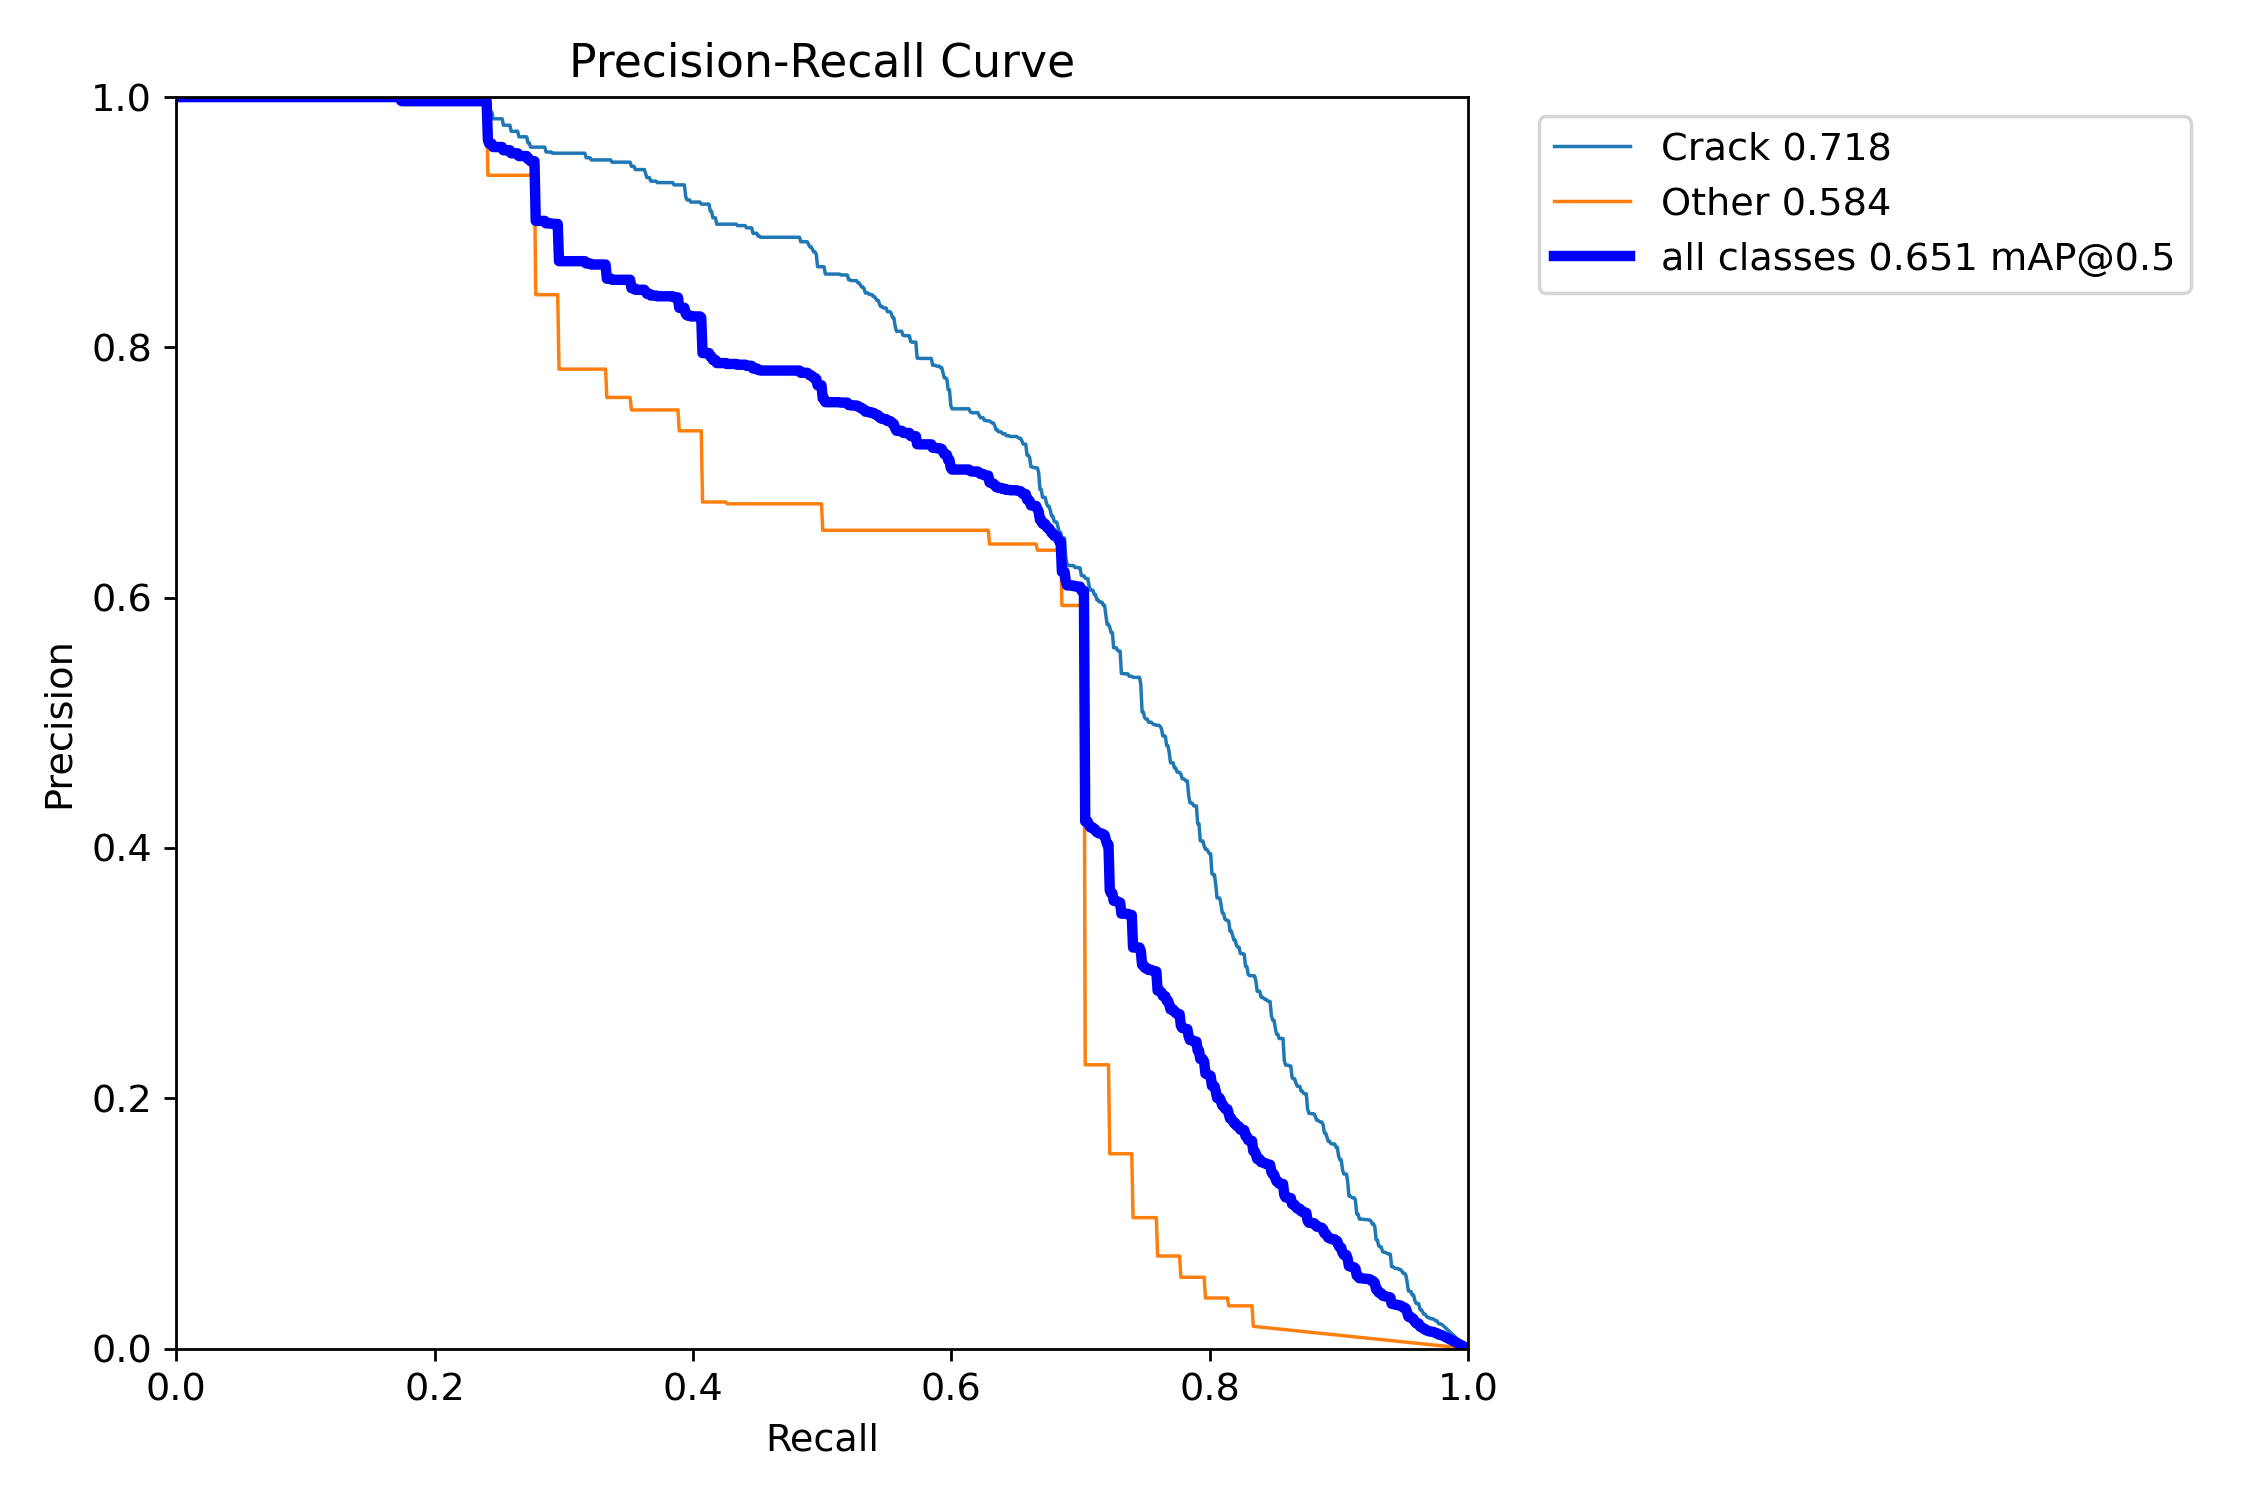 Precision-Recall Curve
1.0
0.8
0.6
0.4
0.2
0.0
Precision
0.0 0.2 0.4 0.6 0.8 1.0
Recall
Crack 0.718
Other 0.584
all classes 0.651 mAP@0.5